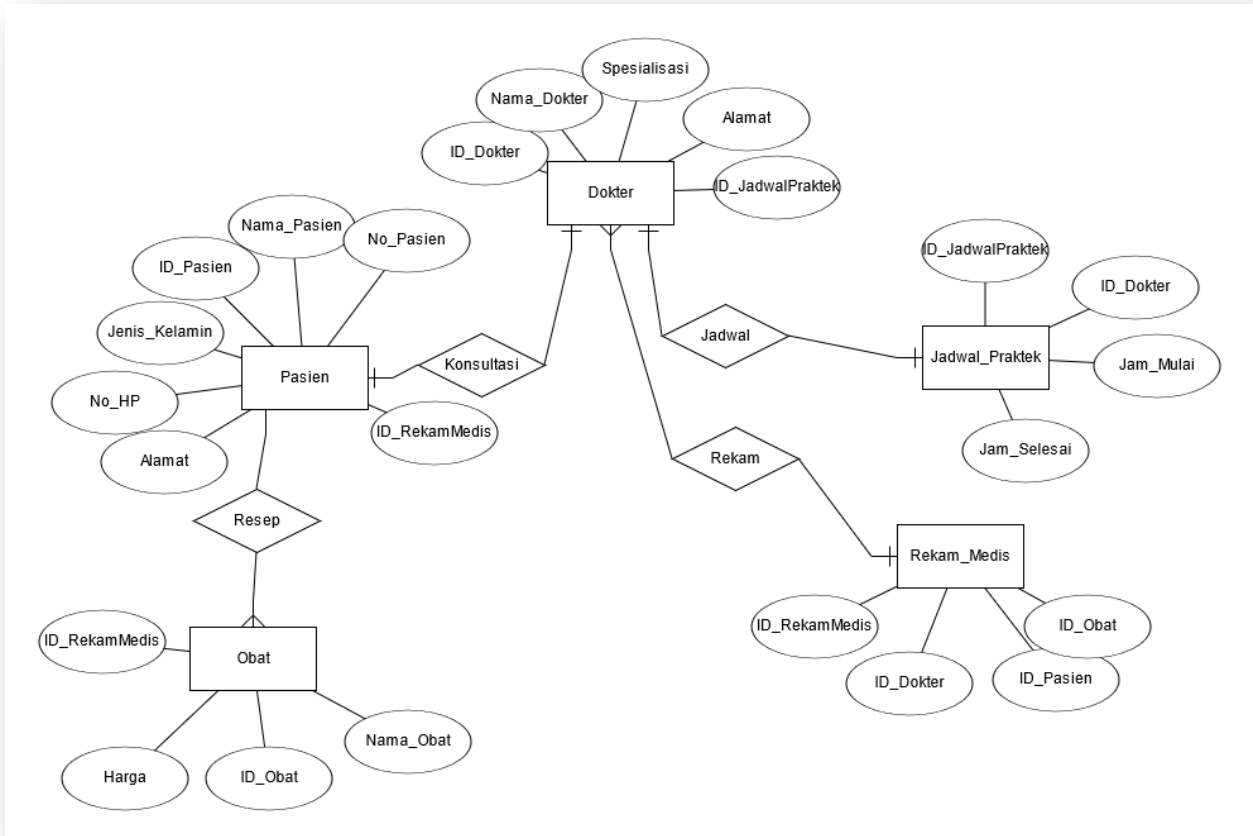 Spesialisasi
Nama_Dokter
Alamat
ID_Dokter
ID_JadwalPraktek
Dokter
Nama_Pasien
No_Pasien
ID_Pasien
Jenis_Kelamin
Pasien
No_HP
Alamat
ID_RekamMedis
Konsultasi
Jadwal
ID_JadwalPraktek
ID_Dokter
Jadwal_Praktek
Jam_Mulai
Jam_Selesai
Rekam
Resep
Rekam_Medis
ID_RekamMedis
ID_Obat
ID_Dokter
ID_Pasien
ID_RekamMedis
Obat
Nama_Obat
Harga
ID_Obat